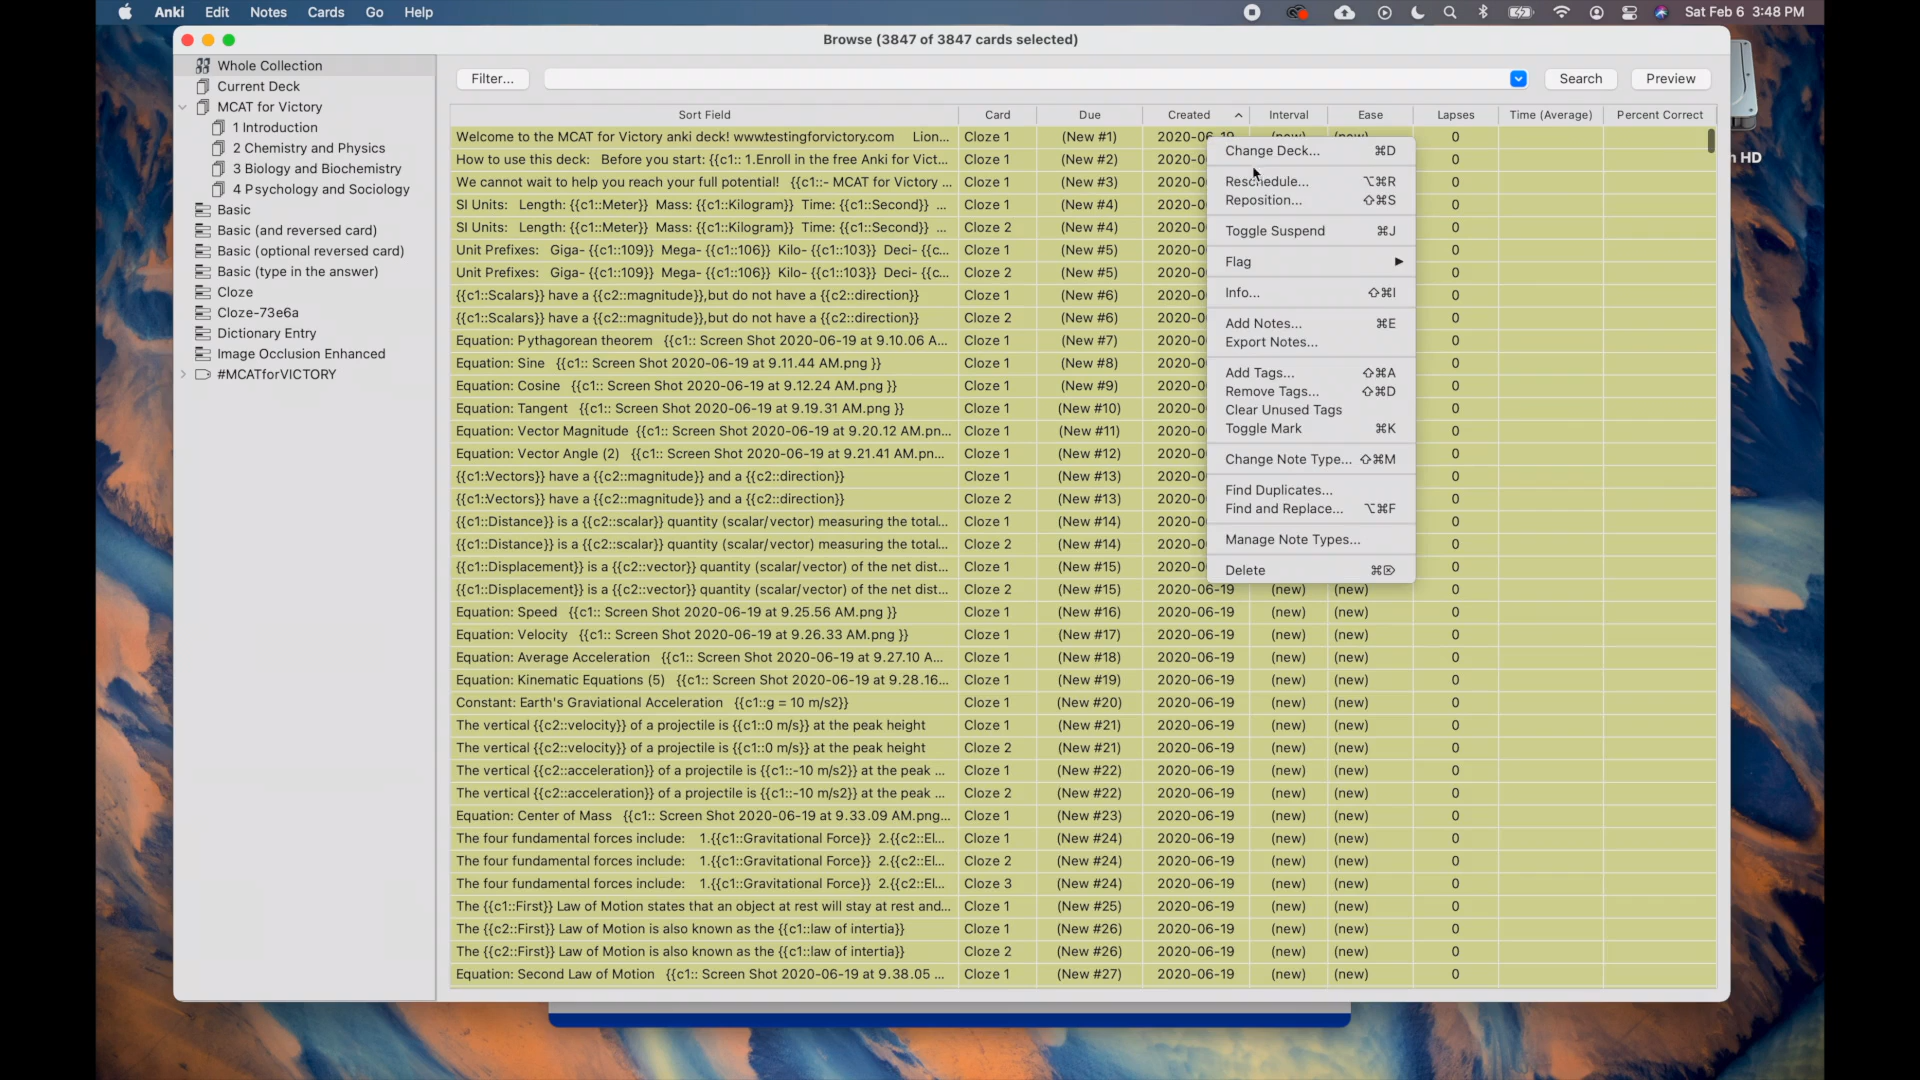 Anki Edit Notes Cards Go Help Sat Feb 6 3:48 PM
Browse (3847 of 3847 cards selected)
Whole Collection
Current Deck
MCAT for Victory
1 Introduction
2 Chemistry and Physics
3 Biology and Biochemistry
4 Psychology and Sociology
Basic
Basic (and reversed card)
Basic (optional reversed card)
Basic (type in the answer)
Cloze
Cloze-73e6a
Dictionary Entry
Image Occlusion Enhanced
#MCATforVICTORY
Filter... Search Preview
Sort Field Card Due Created Interval Ease Lapses Time (Average) Percent Correct
Welcome to the MCAT for Victory anki deck! www.testingforvictory.com Lion... Cloze 1 (New #1) 2020-06-19 (new) (new) 0
How to use this deck: Before you start: {{c1:: 1.Enroll in the free Anki for Vict... Cloze 1 (New #2) 2020-0 0
We cannot wait to help you reach your full potential! {{c1::- MCAT for Victory ... Cloze 1 (New #3) 2020-0 0
SI Units: Length: {{c1::Meter}} Mass: {{c1::Kilogram}} Time: {{c1::Second}} ... Cloze 1 (New #4) 2020-0 0
SI Units: Length: {{c1::Meter}} Mass: {{c1::Kilogram}} Time: {{c1::Second}} ... Cloze 2 (New #4) 2020-0 0
Unit Prefixes: Giga- {{c1::109}} Mega- {{c1::106}} Kilo- {{c1::103}} Deci- {{c... Cloze 1 (New #5) 2020-0 0
Unit Prefixes: Giga- {{c1::109}} Mega- {{c1::106}} Kilo- {{c1::103}} Deci- {{c... Cloze 2 (New #5) 2020-0 0
{{c1::Scalars}} have a {{c2::magnitude}},but do not have a {{c2::direction}} Cloze 1 (New #6) 2020-0 0
{{c1::Scalars}} have a {{c2::magnitude}},but do not have a {{c2::direction}} Cloze 2 (New #6) 2020-0 0
Equation: Pythagorean theorem {{c1:: Screen Shot 2020-06-19 at 9.10.06 A... Cloze 1 (New #7) 2020-0 0
Equation: Sine {{c1:: Screen Shot 2020-06-19 at 9.11.44 AM.png }} Cloze 1 (New #8) 2020-0 0
Equation: Cosine {{c1:: Screen Shot 2020-06-19 at 9.12.24 AM.png }} Cloze 1 (New #9) 2020-0 0
Equation: Tangent {{c1:: Screen Shot 2020-06-19 at 9.19.31 AM.png }} Cloze 1 (New #10) 2020-0 0
Equation: Vector Magnitude {{c1:: Screen Shot 2020-06-19 at 9.20.12 AM.pn... Cloze 1 (New #11) 2020-0 0
Equation: Vector Angle (2) {{c1:: Screen Shot 2020-06-19 at 9.21.41 AM.pn... Cloze 1 (New #12) 2020-0 0
{{c1::Vectors}} have a {{c2::magnitude}} and a {{c2::direction}} Cloze 1 (New #13) 2020-0 0
{{c1::Vectors}} have a {{c2::magnitude}} and a {{c2::direction}} Cloze 2 (New #13) 2020-0 0
{{c1::Distance}} is a {{c2::scalar}} quantity (scalar/vector) measuring the total... Cloze 1 (New #14) 2020-0 0
{{c1::Distance}} is a {{c2::scalar}} quantity (scalar/vector) measuring the total... Cloze 2 (New #14) 2020-0 0
{{c1::Displacement}} is a {{c2::vector}} quantity (scalar/vector) of the net dist... Cloze 1 (New #15) 2020-0 0
{{c1::Displacement}} is a {{c2::vector}} quantity (scalar/vector) of the net dist... Cloze 2 (New #15) 2020-06-19 (new) (new) 0
Equation: Speed {{c1:: Screen Shot 2020-06-19 at 9.25.56 AM.png }} Cloze 1 (New #16) 2020-06-19 (new) (new) 0
Equation: Velocity {{c1:: Screen Shot 2020-06-19 at 9.26.33 AM.png }} Cloze 1 (New #17) 2020-06-19 (new) (new) 0
Equation: Average Acceleration {{c1:: Screen Shot 2020-06-19 at 9.27.10 A... Cloze 1 (New #18) 2020-06-19 (new) (new) 0
Equation: Kinematic Equations (5) {{c1:: Screen Shot 2020-06-19 at 9.28.16... Cloze 1 (New #19) 2020-06-19 (new) (new) 0
Constant: Earth's Gravitational Acceleration {{c1::g = 10 m/s2}} Cloze 1 (New #20) 2020-06-19 (new) (new) 0
The vertical {{c2::velocity}} of a projectile is {{c1::0 m/s}} at the peak height Cloze 1 (New #21) 2020-06-19 (new) (new) 0
The vertical {{c2::velocity}} of a projectile is {{c1::0 m/s}} at the peak height Cloze 2 (New #21) 2020-06-19 (new) (new) 0
The vertical {{c2::acceleration}} of a projectile is {{c1::-10 m/s2}} at the peak ... Cloze 1 (New #22) 2020-06-19 (new) (new) 0
The vertical {{c2::acceleration}} of a projectile is {{c1::-10 m/s2}} at the peak ... Cloze 2 (New #22) 2020-06-19 (new) (new) 0
Equation: Center of Mass {{c1:: Screen Shot 2020-06-19 at 9.33.09 AM.png... Cloze 1 (New #23) 2020-06-19 (new) (new) 0
The four fundamental forces include: 1.{{c1::Gravitational Force}} 2.{{c2::El... Cloze 1 (New #24) 2020-06-19 (new) (new) 0
The four fundamental forces include: 1.{{c1::Gravitational Force}} 2.{{c2::El... Cloze 2 (New #24) 2020-06-19 (new) (new) 0
The four fundamental forces include: 1.{{c1::Gravitational Force}} 2.{{c2::El... Cloze 3 (New #24) 2020-06-19 (new) (new) 0
The {{c1::First}} Law of Motion states that an object at rest will stay at rest and... Cloze 1 (New #25) 2020-06-19 (new) (new) 0
The {{c2::First}} Law of Motion is also known as the {{c1::law of intertia}} Cloze 1 (New #26) 2020-06-19 (new) (new) 0
The {{c2::First}} Law of Motion is also known as the {{c1::law of intertia}} Cloze 2 (New #26) 2020-06-19 (new) (new) 0
Equation: Second Law of Motion {{c1:: Screen Shot 2020-06-19 at 9.38.05 ... Cloze 1 (New #27) 2020-06-19 (new) (new) 0
Change Deck... ⌘D
Reschedule... ⌥⌘R
Reposition... ⇧⌘S
Toggle Suspend ⌘J
Flag
Info... ⇧⌘I
Add Notes... ⌘E
Export Notes...
Add Tags... ⇧⌘A
Remove Tags... ⇧⌘D
Clear Unused Tags
Toggle Mark ⌘K
Change Note Type... ⇧⌘M
Find Duplicates...
Find and Replace... ⌥⌘F
Manage Note Types...
Delete ⌘⌦
HD